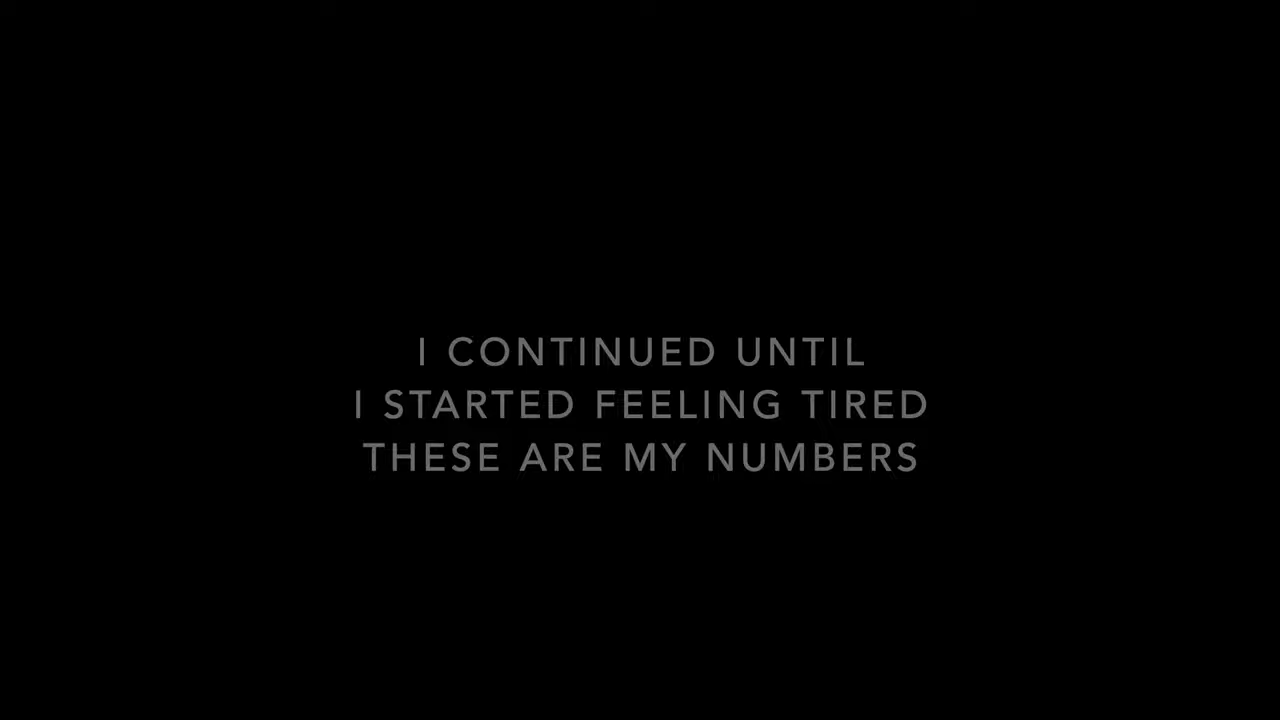 I CONTINUED UNTIL
I STARTED FEELING TIRED
THESE ARE MY NUMBERS